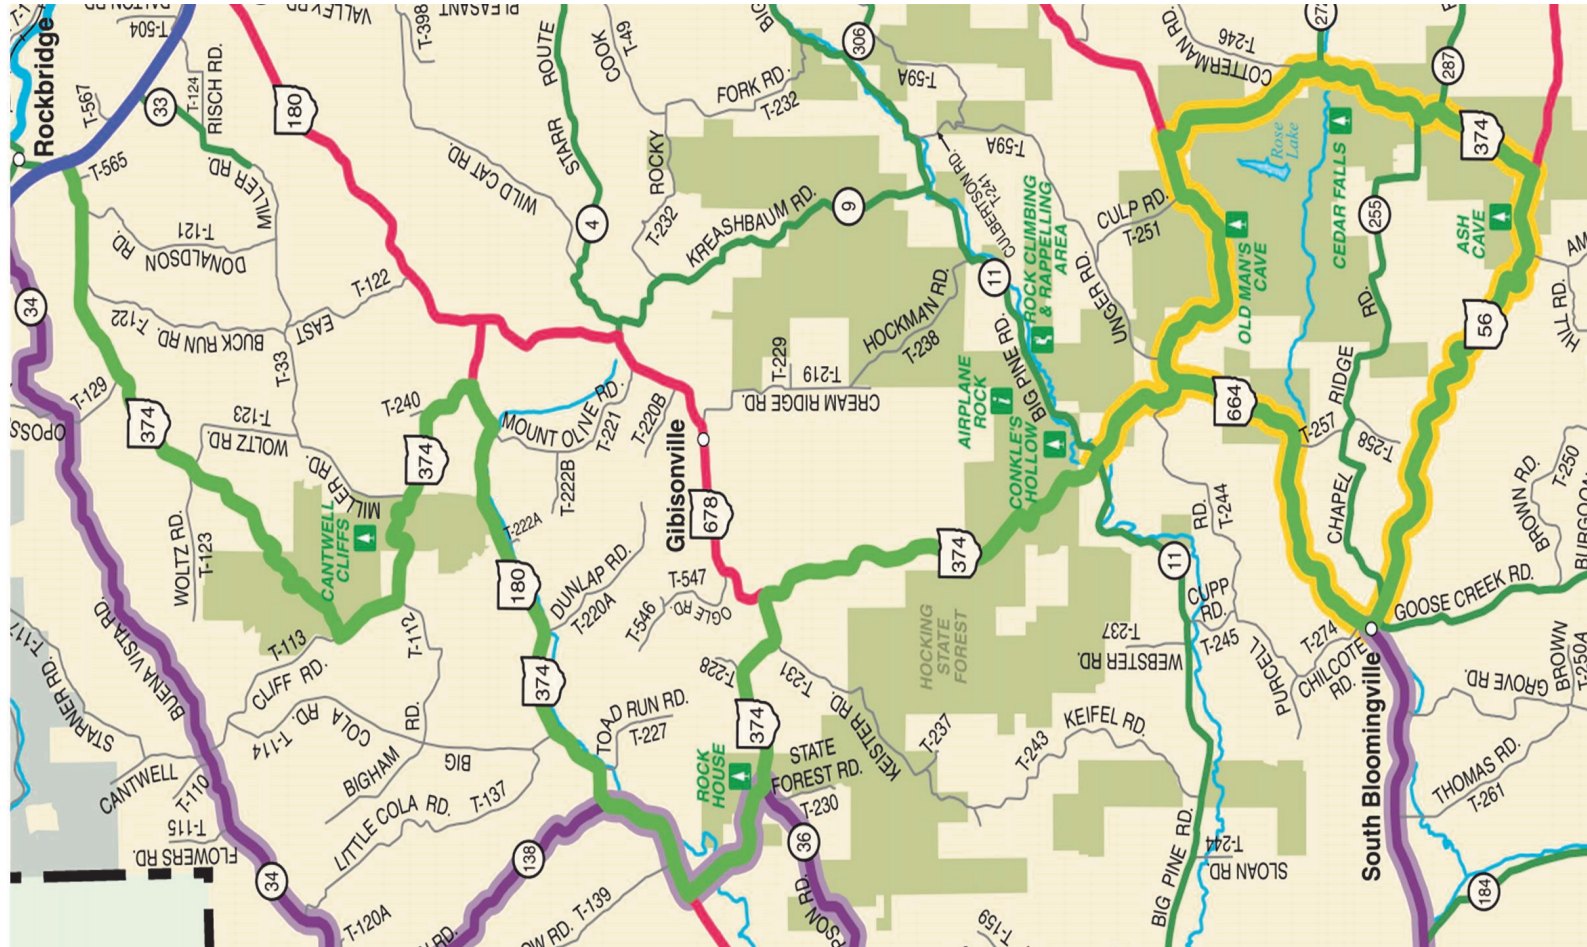 T-1
DALTON RD.
T-504
VALLEY RD
T-398
PLEASANT
ROUTE
COOK
T-49
BIG
306
COTTERMAN RD.
T-246
273
287
Rockbridge
T-567
33
T-124
RISCH RD.
180
FORK RD.
T-232
T-59A
T-59A
374
T-565
MILLER RD
WILD CAT RD.
STARR
ROCKY
CULBERTSON RD.
T-241
Rose
Lake
CEDAR FALLS
DONALDSON
RD.
T-121
4
T-232
KREASHBAUM RD.
9
ROCK CLIMBING
& RAPPELLING
AREA
CULP RD.
T-251
255
ASH
CAVE
34
T-122
BUCK RUN RD.
EAST
T-122
T-33
HOCKMAN RD.
T-238
11
UNGER RD.
OLD MAN'S
CAVE
RD.
56
HILL RD.
AM
T-129
OPOSS
374
T-123
WOLTZ RD.
T-240
374
MOUNT OLIVE RD.
T-221
T-220B
Gibisonville
T-229
T-219
CREAM RIDGE RD.
AIRPLANE
ROCK
BIG PINE RD.
CONKLE'S
HOLLOW
664
T-257
RIDGE
T-258
CHAPEL
MILLER RD.
CANTWELL
CLIFFS
WOLTZ RD.
T-123
T-222A
T-222B
678
374
RD.
T-244
BROWN RD.
T-250
BURGOON
180
DUNLAP RD.
T-220A
T-547
OGLE RD.
T-546
HOCKING
STATE
FOREST
11
CUPP
RD.
T-245
GOOSE CREEK RD.
T-117
STARNER RD.
BUENA VISTA RD.
T-113
CLIFF RD.
T-112
374
T-228
T-231
T-237
WEBSTER RD.
PURCELL
T-274
CHILCOTE
RD.
South Bloomingville
GROVE RD.
BROWN
T-250A
T-114
COLA
RD.
BIGHAM
RD.
BIG
TOAD RUN RD.
T-227
374
ROCK
HOUSE
STATE
FOREST RD.
T-230
KEISTER RD.
T-237
T-243
KEIFEL RD.
CANTWELL
T-110
T-115
FLOWERS RD.
LITTLE COLA RD.
T-137
THOMAS RD.
T-261
34
T-120A
138
36
PSON RD.
OW RD.
T-139
T-159
BIG PINE RD.
T-244
SLOAN RD.
184
RD.